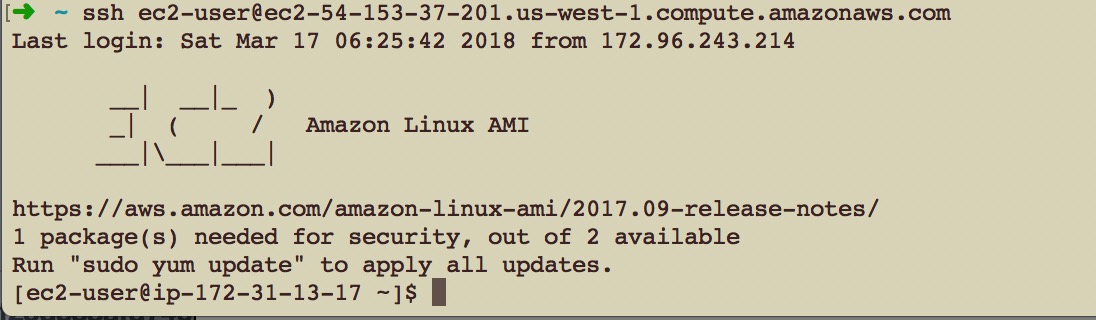 [➜  ~ ssh ec2-user@ec2-54-153-37-201.us-west-1.compute.amazonaws.com
Last login: Sat Mar 17 06:25:42 2018 from 172.96.243.214

       __|  __|_  )
       _|  (     /   Amazon Linux AMI
      ___|\___|___|

https://aws.amazon.com/amazon-linux-ami/2017.09-release-notes/
1 package(s) needed for security, out of 2 available
Run "sudo yum update" to apply all updates.
[ec2-user@ip-172-31-13-17 ~]$